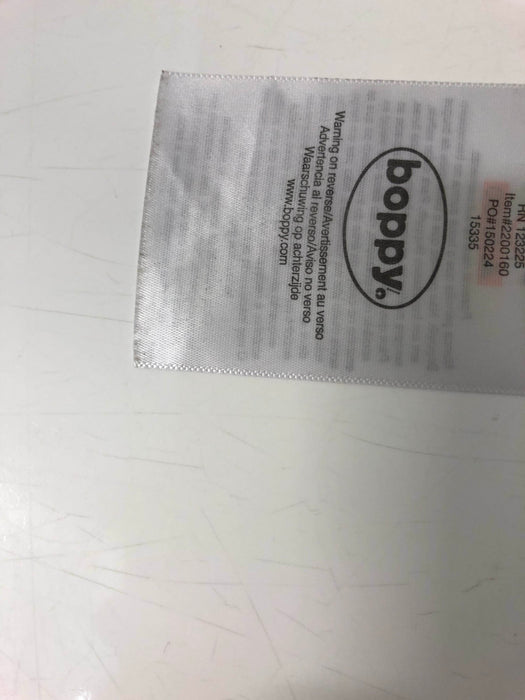 RN 123225
Item#2200160
PO#150224
15335
boppy
Warning on reverse/Avertissement au verso
Advertencia al reverso/Aviso no verso
Waarschuwing op achterzijde
www.boppy.com